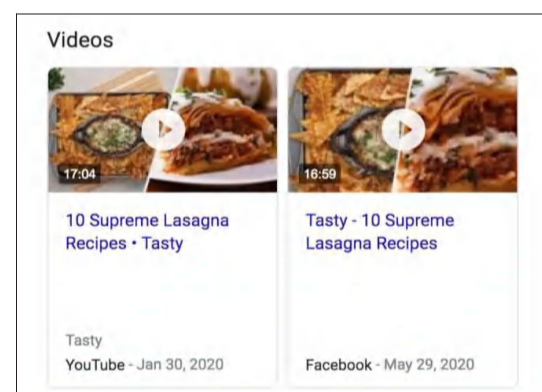 Videos
17:04
10 Supreme Lasagna
Recipes • Tasty
Tasty
YouTube - Jan 30, 2020
16:59
Tasty - 10 Supreme
Lasagna Recipes
Facebook - May 29, 2020